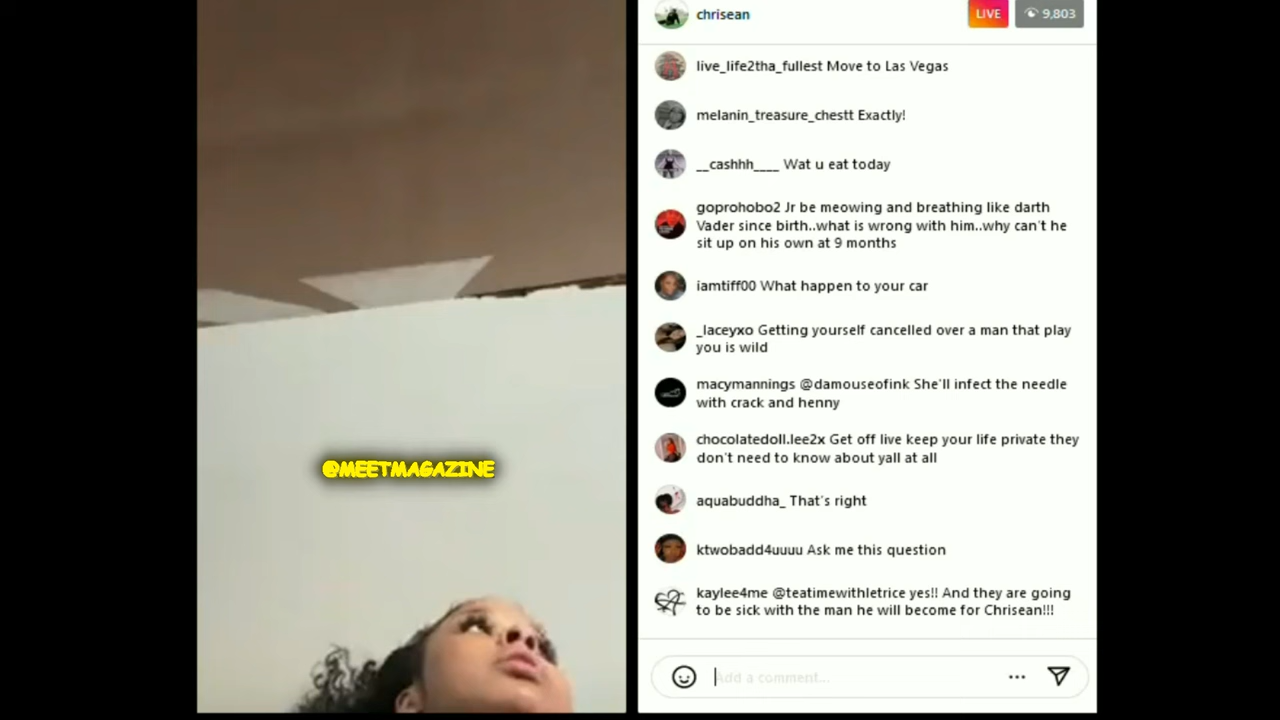 chrisean
LIVE
9,803
live_life2tha_fullest Move to Las Vegas
melanin_treasure_chestt Exactly!
__cashhh____ Wat u eat today
goprohobo2 Jr be meowing and breathing like darth
Vader since birth..what is wrong with him..why can't he
sit up on his own at 9 months
iamtiff00 What happen to your car
_laceyxo Getting yourself cancelled over a man that play
you is wild
macymannings @damouseofink She'll infect the needle
with crack and henny
chocolatedoll.lee2x Get off live keep your life private they
don't need to know about yall at all
@MEETMAGAZINE
aquabuddha_ That's right
ktwobadd4uuuu Ask me this question
kaylee4me @teatimewithletrice yes!! And they are going
to be sick with the man he will become for Chrisean!!!
Add a comment...